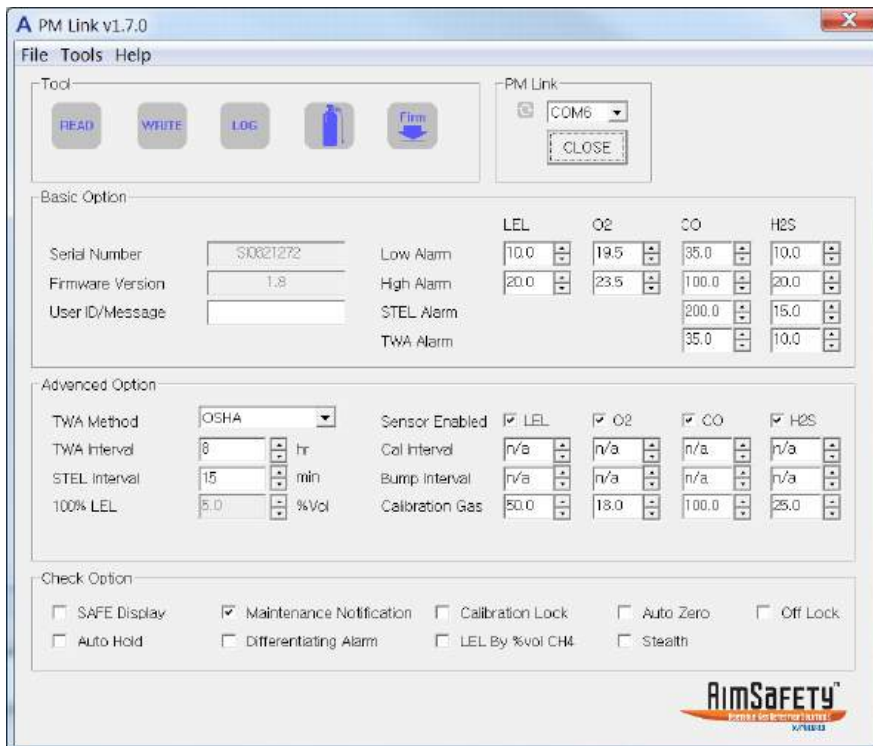 A PM Link v1.7.0
File Tools Help
Tool
PM Link
READ WRITE LOG Firm
COM6
CLOSE
Basic Option
LEL O2 CO H2S
Serial Number SI0821272 Low Alarm 10.0 19.5 35.0 10.0
Firmware Version 1.8 High Alarm 20.0 23.5 100.0 20.0
User ID/Message STEL Alarm 200.0 15.0
TWA Alarm 35.0 10.0
Advanced Option
TWA Method OSHA Sensor Enabled LEL O2 CO H2S
TWA Interval 8 hr Cal Interval n/a n/a n/a n/a
STEL Interval 15 min Bump Interval n/a n/a n/a n/a
100% LEL 5.0 %Vol Calibration Gas 50.0 18.0 100.0 25.0
Check Option
SAFE Display Maintenance Notification Calibration Lock Auto Zero Off Lock
Auto Hold Differentiating Alarm LEL By %vol CH4 Stealth
AimSafety™